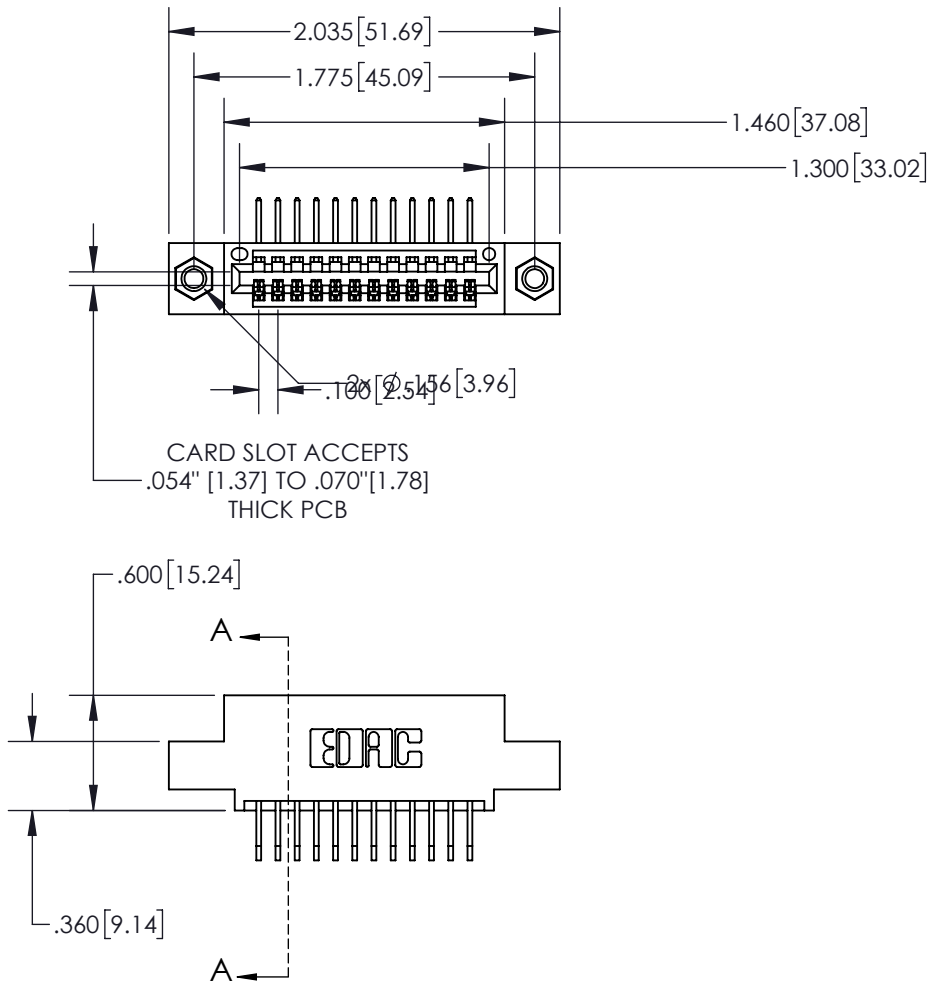 2.035[51.69]
1.775[45.09]
1.460[37.08]
1.300[33.02]
2x Ø .156 [3.96]
.100[2.54]
CARD SLOT ACCEPTS
.054" [1.37] TO .070"[1.78]
THICK PCB
.600[15.24]
A
EDAC
.360[9.14]
A